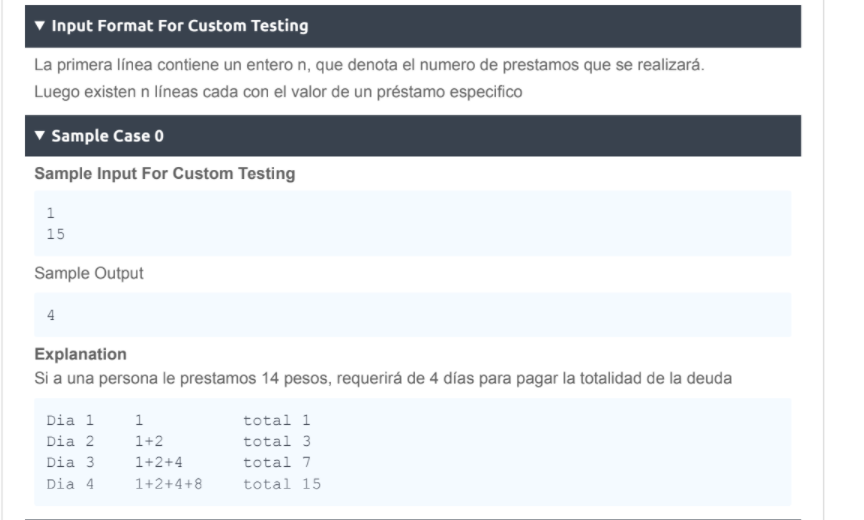 ▼ Input Format For Custom Testing
La primera línea contiene un entero n, que denota el numero de prestamos que se realizará.
Luego existen n líneas cada con el valor de un préstamo especifico
▼ Sample Case 0
Sample Input For Custom Testing
1
15
Sample Output
4
Explanation
Si a una persona le prestamos 14 pesos, requerirá de 4 días para pagar la totalidad de la deuda
Dia 1 1 total 1
Dia 2 1+2 total 3
Dia 3 1+2+4 total 7
Dia 4 1+2+4+8 total 15